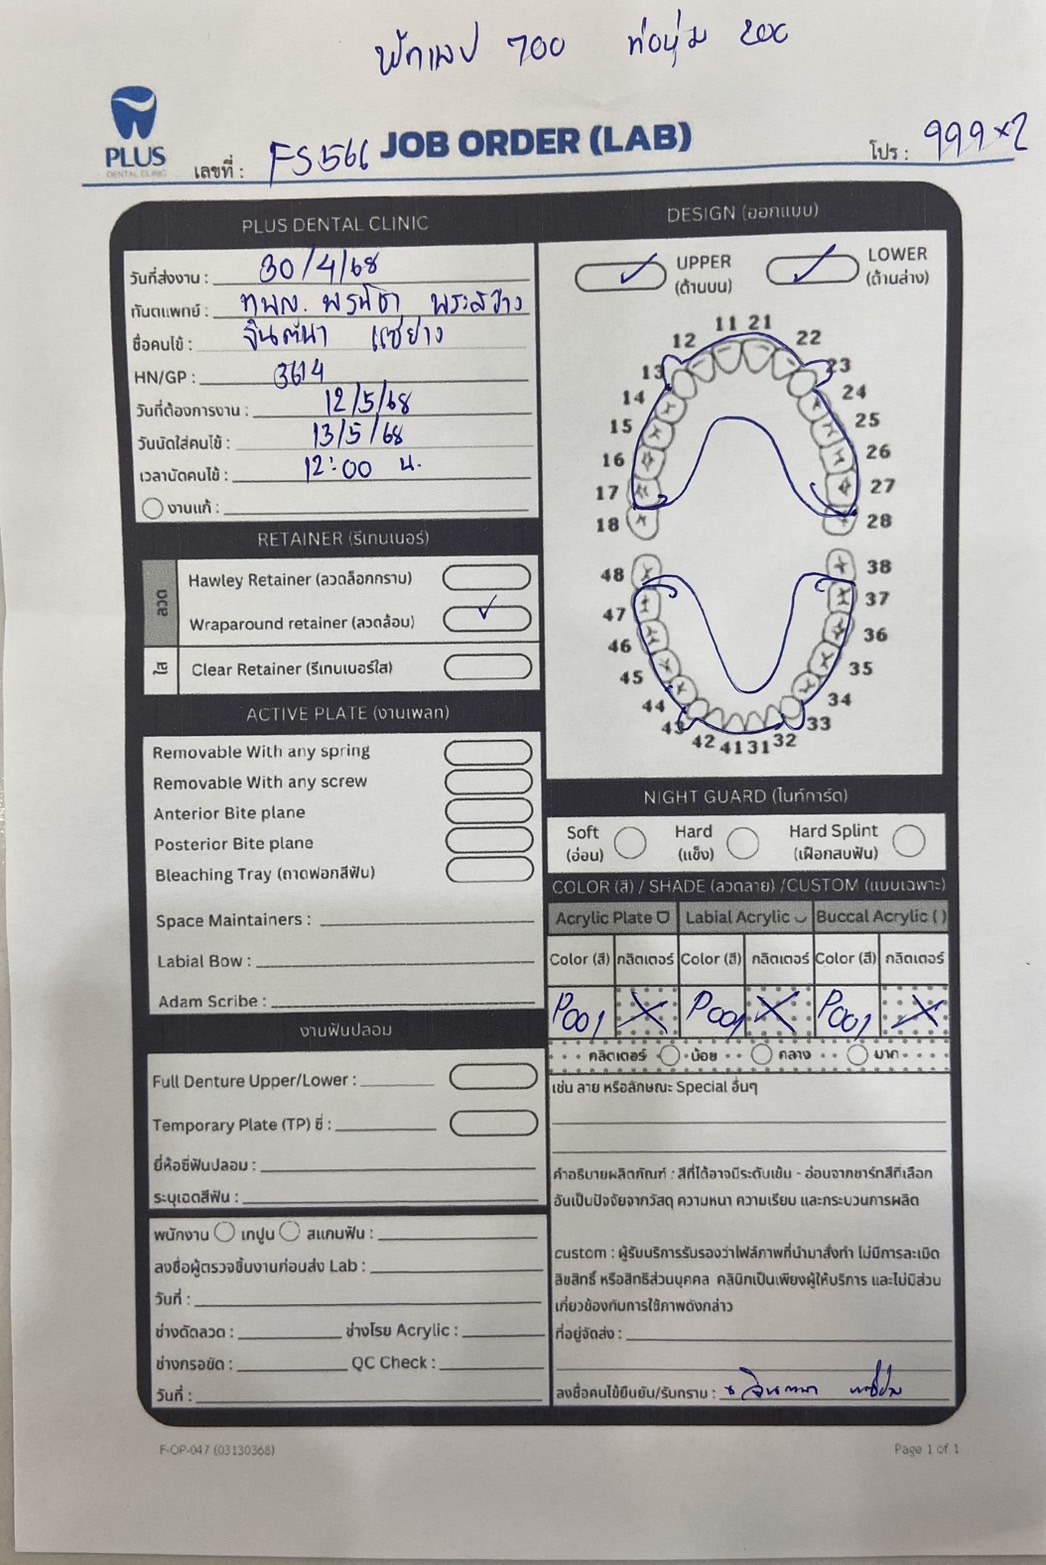 700 200
PLUS
DENTAL CLINIC
เลขที่ : FS566
JOB ORDER (LAB)
โปร : 999x2
PLUS DENTAL CLINIC
วันที่ส่งงาน : 30/4/68
ทันตแพทย์ : ทพญ.
ชื่อคนไข้ : จินตนา แซ่ย่าง
HN/GP : 3614
วันที่ต้องการงาน : 12/5/68
วันนัดใส่คนไข้ : 13/5/68
เวลานัดคนไข้ : 12:00 น.
งานแก้ :
RETAINER (รีเทนเนอร์)
ลวด
Hawley Retainer (ลวดล็อกกราม)
Wraparound retainer (ลวดล้อม)
ใส
Clear Retainer (รีเทนเนอร์ใส)
ACTIVE PLATE (งานเพลท)
Removable With any spring
Removable With any screw
Anterior Bite plane
Posterior Bite plane
Bleaching Tray (ถาดฟอกสีฟัน)
Space Maintainers :
Labial Bow :
Adam Scribe :
งานฟันปลอม
Full Denture Upper/Lower :
Temporary Plate (TP) ซี่ :
ยี่ห้อซี่ฟันปลอม :
ระบุเฉดสีฟัน :
พนักงาน เทปูน สแกนฟัน :
ลงชื่อผู้ตรวจชิ้นงานก่อนส่ง Lab :
วันที่ :
ช่างดัดลวด : ช่างโรย Acrylic :
ช่างกรอขัด : QC Check :
วันที่ :
DESIGN (ออกแบบ)
UPPER
(ด้านบน)
LOWER
(ด้านล่าง)
11 21
12 22
13 23
14 24
15 25
16 26
17 27
18 28
48 38
47 37
46 36
45 35
44 34
43 33
42 41 31 32
NIGHT GUARD (ไนท์การ์ด)
Soft
(อ่อน)
Hard
(แข็ง)
Hard Splint
(เฝือกสบฟัน)
COLOR (สี) / SHADE (ลวดลาย) /CUSTOM (แบบเฉพาะ)
Acrylic Plate Labial Acrylic Buccal Acrylic ( )
Color (สี) กลิตเตอร์ Color (สี) กลิตเตอร์ Color (สี) กลิตเตอร์
P001 X P001 X P001 X
กลิตเตอร์ น้อย กลาง มาก
เช่น ลาย หรือลักษณะ Special อื่นๆ
คำอธิบายผลิตภัณฑ์ : สีที่ได้อาจมีระดับเข้ม - อ่อนจากชาร์ทสีที่เลือก
อันเป็นปัจจัยจากวัสดุ ความหนา ความเรียบ และกระบวนการผลิต
custom : ผู้รับบริการรับรองว่าไฟล์ภาพที่นำมาสั่งทำ ไม่มีการละเมิด
ลิขสิทธิ์ หรือสิทธิส่วนบุคคล คลินิกเป็นเพียงผู้ให้บริการ และไม่มีส่วน
เกี่ยวข้องกับการใช้ภาพดังกล่าว
ที่อยู่จัดส่ง :
ลงชื่อคนไข้ยืนยัน/รับทราบ :
F-OP-047 (03130368)
Page 1 of 1